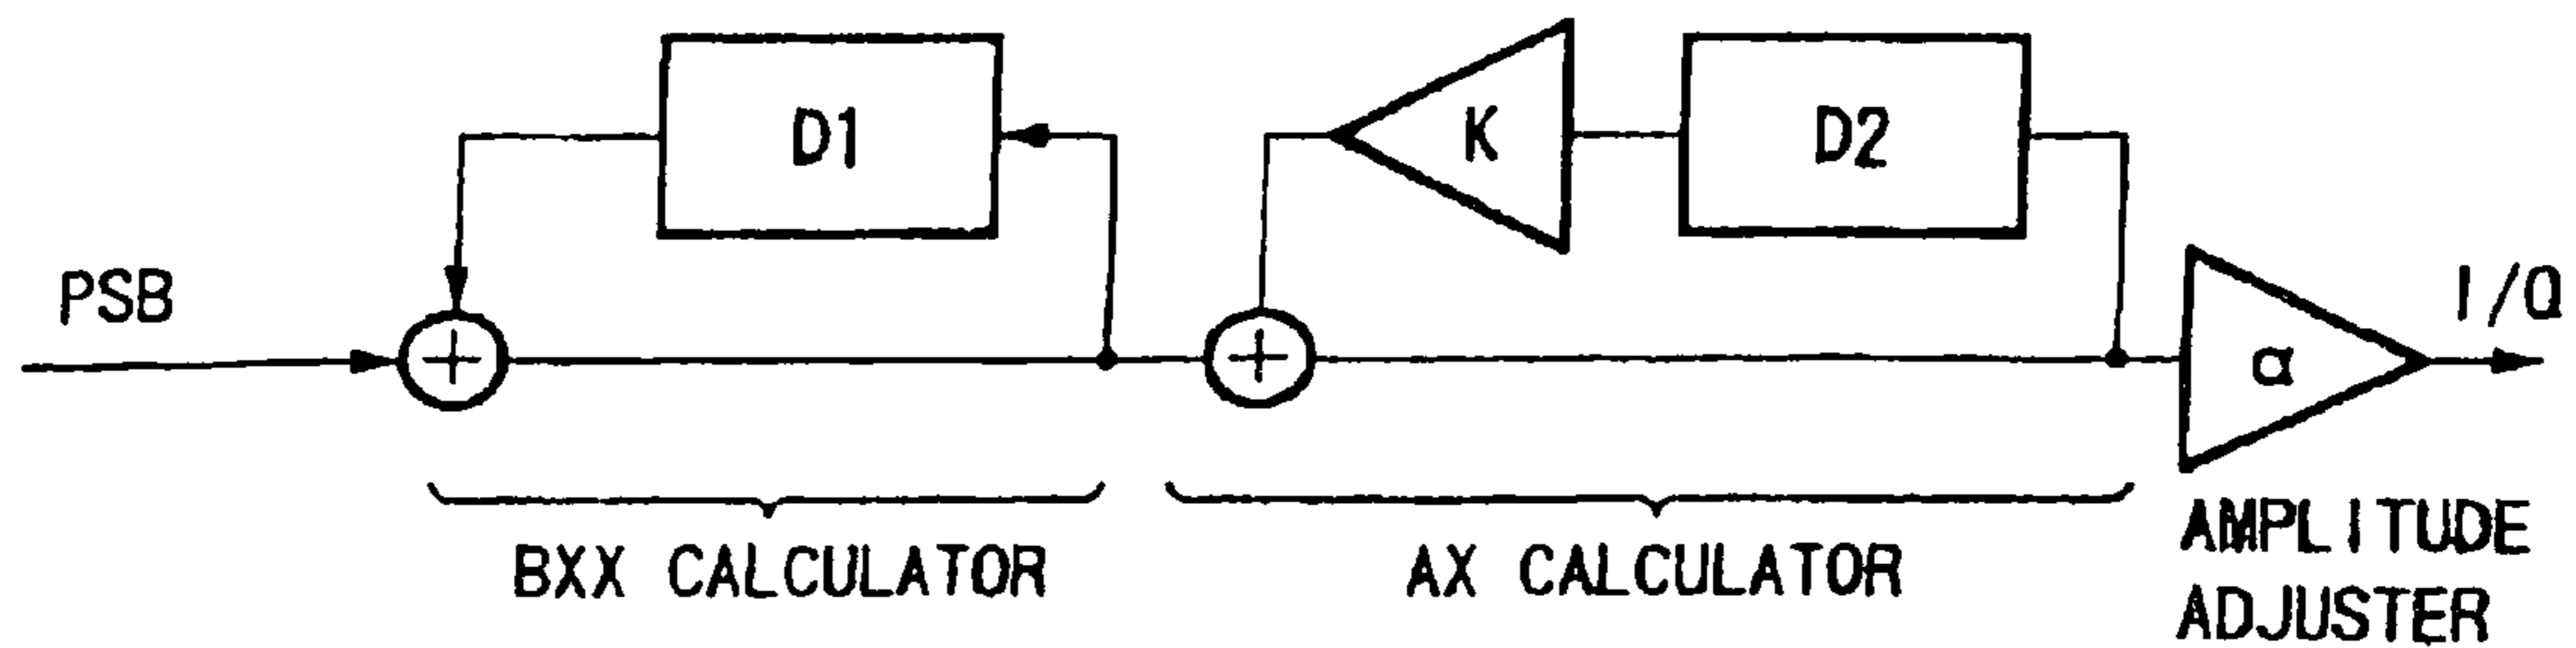 D1
K
D2
PSB
I/Q
α
BXX CALCULATOR
AX CALCULATOR
AMPLITUDE
ADJUSTER